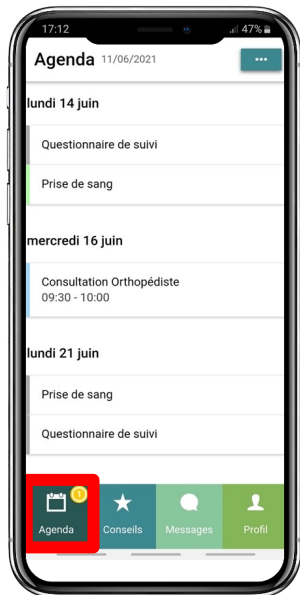 17:12
47%
Agenda 11/06/2021
...
lundi 14 juin
Questionnaire de suivi
Prise de sang
mercredi 16 juin
Consultation Orthopédiste
09:30 - 10:00
lundi 21 juin
Prise de sang
Questionnaire de suivi
1
Agenda Conseils Messages Profil